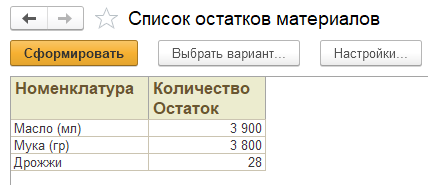 Список остатков материалов
Сформировать Выбрать вариант... Настройки...
Номенклатура Количество Остаток
Масло (мл) 3 900
Мука (гр) 3 800
Дрожжи 28